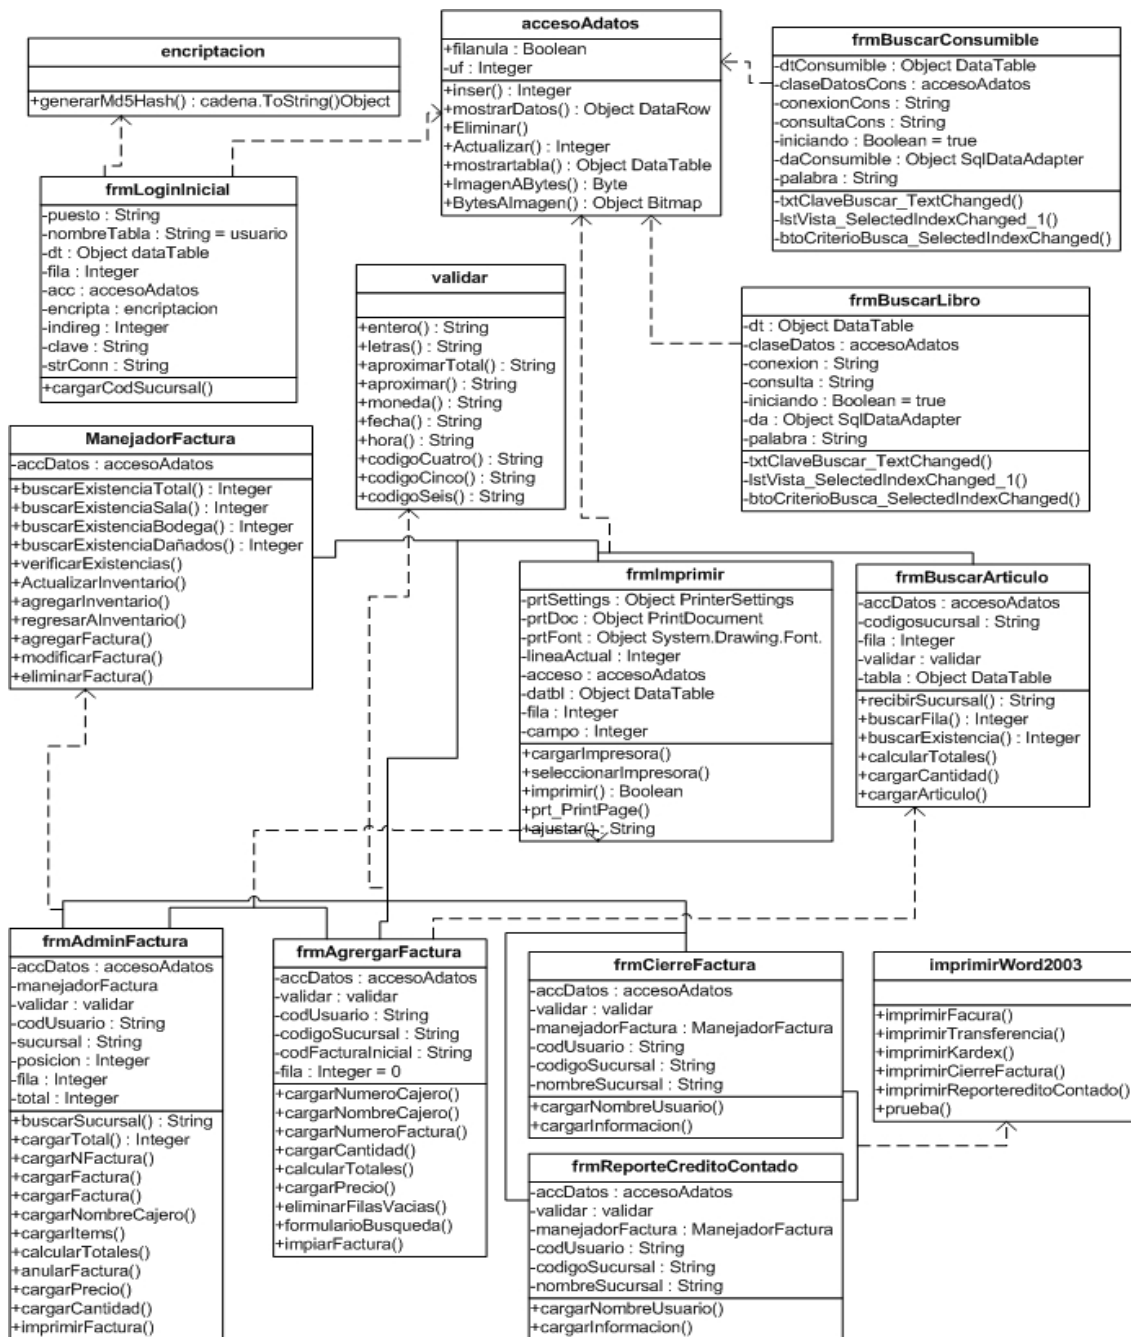 encriptacion
+generarMd5Hash() : cadena.ToString()Object
accesoAdatos
+filanula : Boolean
-uf : Integer
+inser() : Integer
+mostrarDatos() : Object DataRow
+Eliminar()
+Actualizar() : Integer
+mostrartabla() : Object DataTable
+ImagenABytes() : Byte
+BytesAImagen() : Object Bitmap
frmBuscarConsumible
-dtConsumible : Object DataTable
-claseDatosCons : accesoAdatos
-conexionCons : String
-consultaCons : String
-iniciando : Boolean = true
-daConsumible : Object SqlDataAdapter
-palabra : String
-txtClaveBuscar_TextChanged()
-lstVista_SelectedIndexChanged_1()
-btoCriterioBusca_SelectedIndexChanged()
frmLoginInicial
-puesto : String
-nombreTabla : String = usuario
-dt : Object dataTable
-fila : Integer
-acc : accesoAdatos
-encripta : encriptacion
-indireg : Integer
-clave : String
-strConn : String
+cargarCodSucursal()
validar
+entero() : String
+letras() : String
+aproximarTotal() : String
+aproximar() : String
+moneda() : String
+fecha() : String
+hora() : String
+codigoCuatro() : String
+codigoCinco() : String
+codigoSeis() : String
frmBuscarLibro
-dt : Object DataTable
-claseDatos : accesoAdatos
-conexion : String
-consulta : String
-iniciando : Boolean = true
-da : Object SqlDataAdapter
-palabra : String
-txtClaveBuscar_TextChanged()
-lstVista_SelectedIndexChanged_1()
-btoCriterioBusca_SelectedIndexChanged()
ManejadorFactura
-accDatos : accesoAdatos
+buscarExistenciaTotal() : Integer
+buscarExistenciaSala() : Integer
+buscarExistenciaBodega() : Integer
+buscarExistenciaDañados() : Integer
+verificarExistencias()
+ActualizarInventario()
+agregarInventario()
+regresarAInventario()
+agregarFactura()
+modificarFactura()
+eliminarFactura()
frmImprimir
-prtSettings : Object PrinterSettings
-prtDoc : Object PrintDocument
-prtFont : Object System.Drawing.Font.
-lineaActual : Integer
-acceso : accesoAdatos
-datbl : Object DataTable
-fila : Integer
-campo : Integer
+cargarImpresora()
+seleccionarImpresora()
+imprimir() : Boolean
+prt_PrintPage()
+ajustar() : String
frmBuscarArticulo
-accDatos : accesoAdatos
-codigosucursal : String
-fila : Integer
-validar : validar
-tabla : Object DataTable
+recibirSucursal() : String
+buscarFila() : Integer
+buscarExistencia() : Integer
+calcularTotales()
+cargarCantidad()
+cargarArticulo()
frmAdminFactura
-accDatos : accesoAdatos
-manejadorFactura
-validar : validar
-codUsuario : String
-sucursal : String
-posicion : Integer
-fila : Integer
-total : Integer
+buscarSucursal() : String
+cargarTotal() : Integer
+cargarNFactura()
+cargarFactura()
+cargarFactura()
+cargarNombreCajero()
+cargarItems()
+calcularTotales()
+anularFactura()
+cargarPrecio()
+cargarCantidad()
+imprimirFactura()
frmAgrergarFactura
-accDatos : accesoAdatos
-validar : validar
-codUsuario : String
-codigoSucursal : String
-codFacturaInicial : String
-fila : Integer = 0
+cargarNumeroCajero()
+cargarNombreCajero()
+cargarNumeroFactura()
+cargarCantidad()
+calcularTotales()
+cargarPrecio()
+eliminarFilasVacias()
+formularioBusqueda()
+impiarFactura()
frmCierreFactura
-accDatos : accesoAdatos
-validar : validar
-manejadorFactura : ManejadorFactura
-codUsuario : String
-codigoSucursal : String
-nombreSucursal : String
+cargarNombreUsuario()
+cargarInformacion()
imprimirWord2003
+imprimirFacura()
+imprimirTransferencia()
+imprimirKardex()
+imprimirCierreFactura()
+imprimirReportereditoContado()
+prueba()
frmReporteCreditoContado
-accDatos : accesoAdatos
-validar : validar
-manejadorFactura : ManejadorFactura
-codUsuario : String
-codigoSucursal : String
-nombreSucursal : String
+cargarNombreUsuario()
+cargarInformacion()